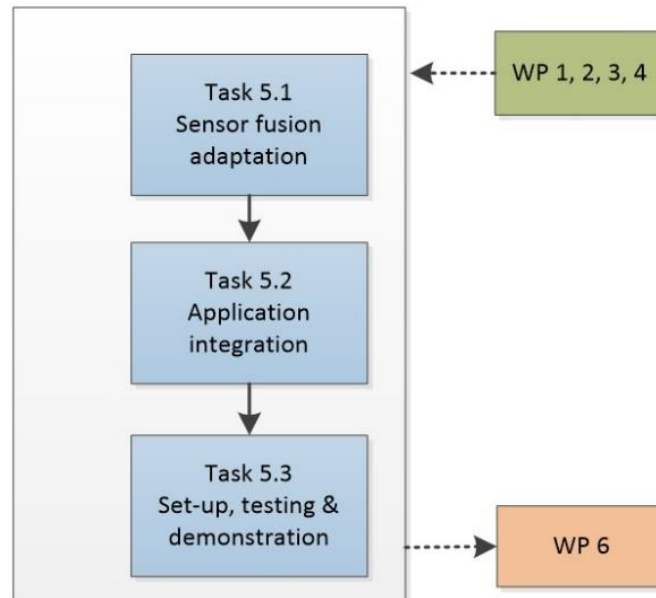 Task 5.1
Sensor fusion
adaptation
WP 1, 2, 3, 4
Task 5.2
Application
integration
Task 5.3
Set-up, testing &
demonstration
WP 6